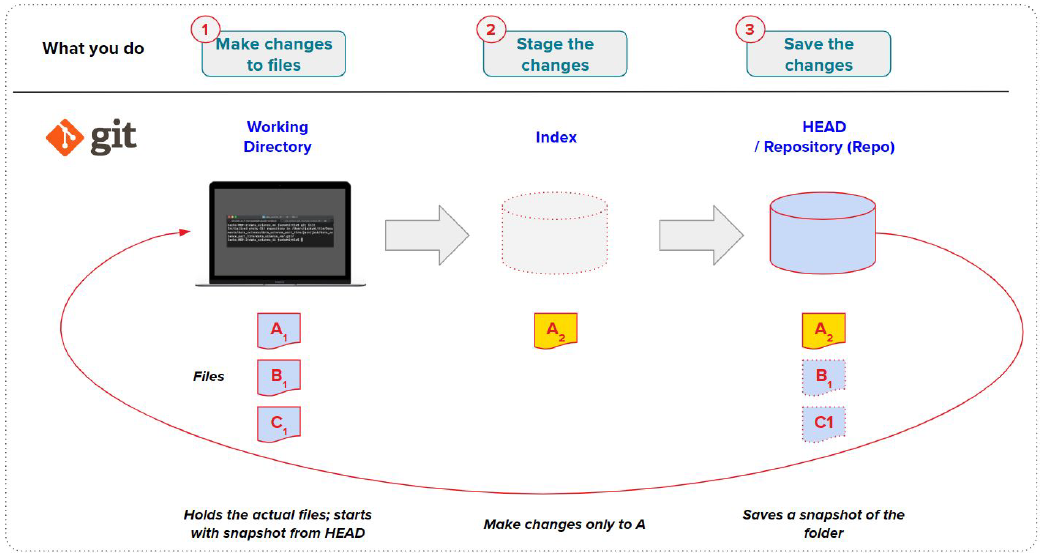 What you do
1
Make changes
to files
2
Stage the
changes
3
Save the
changes
git
Working
Directory
Index
HEAD
/ Repository (Repo)
A1
A2
A2
Files
B1
B1
C1
C1
Holds the actual files; starts
with snapshot from HEAD
Make changes only to A
Saves a snapshot of the
folder